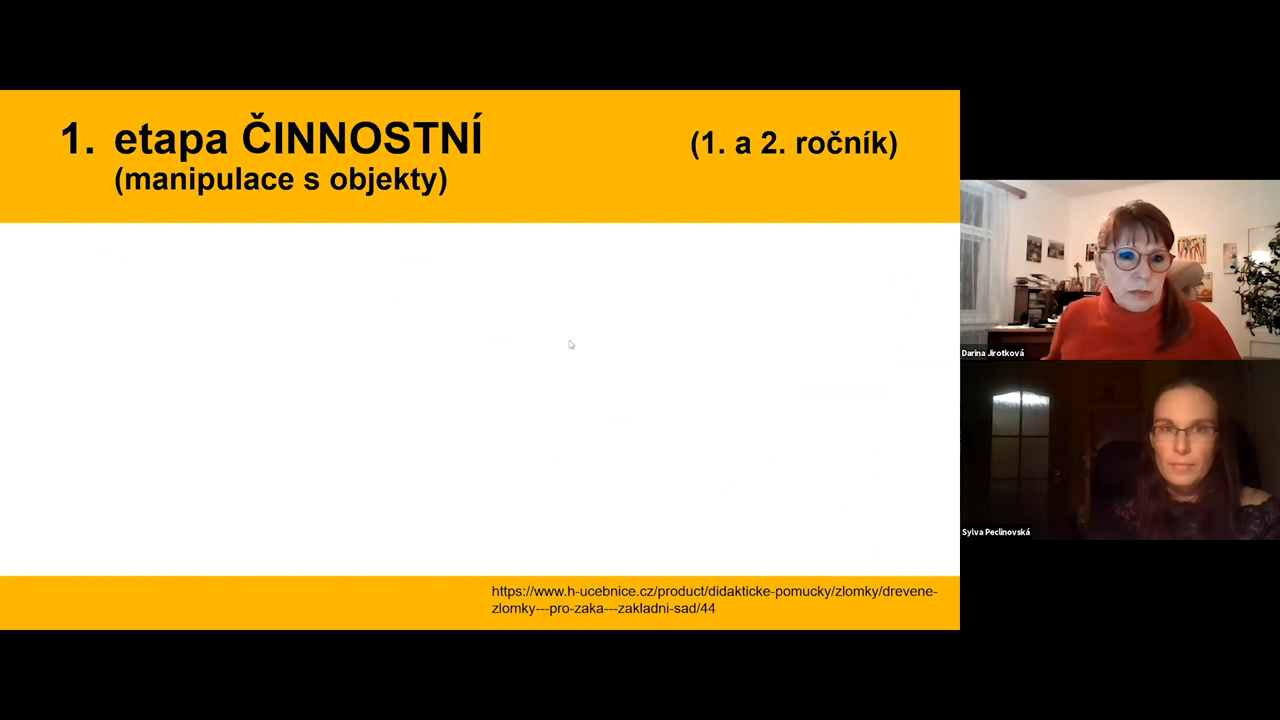 1. etapa ČINNOSTNÍ
(1. a 2. ročník)
(manipulace s objekty)
https://www.h-ucebnice.cz/product/didakticke-pomucky/zlomky/drevene-
zlomky---pro-zaka---zakladni-sad/44
Darina Jirotková
Sylva Peclinovská